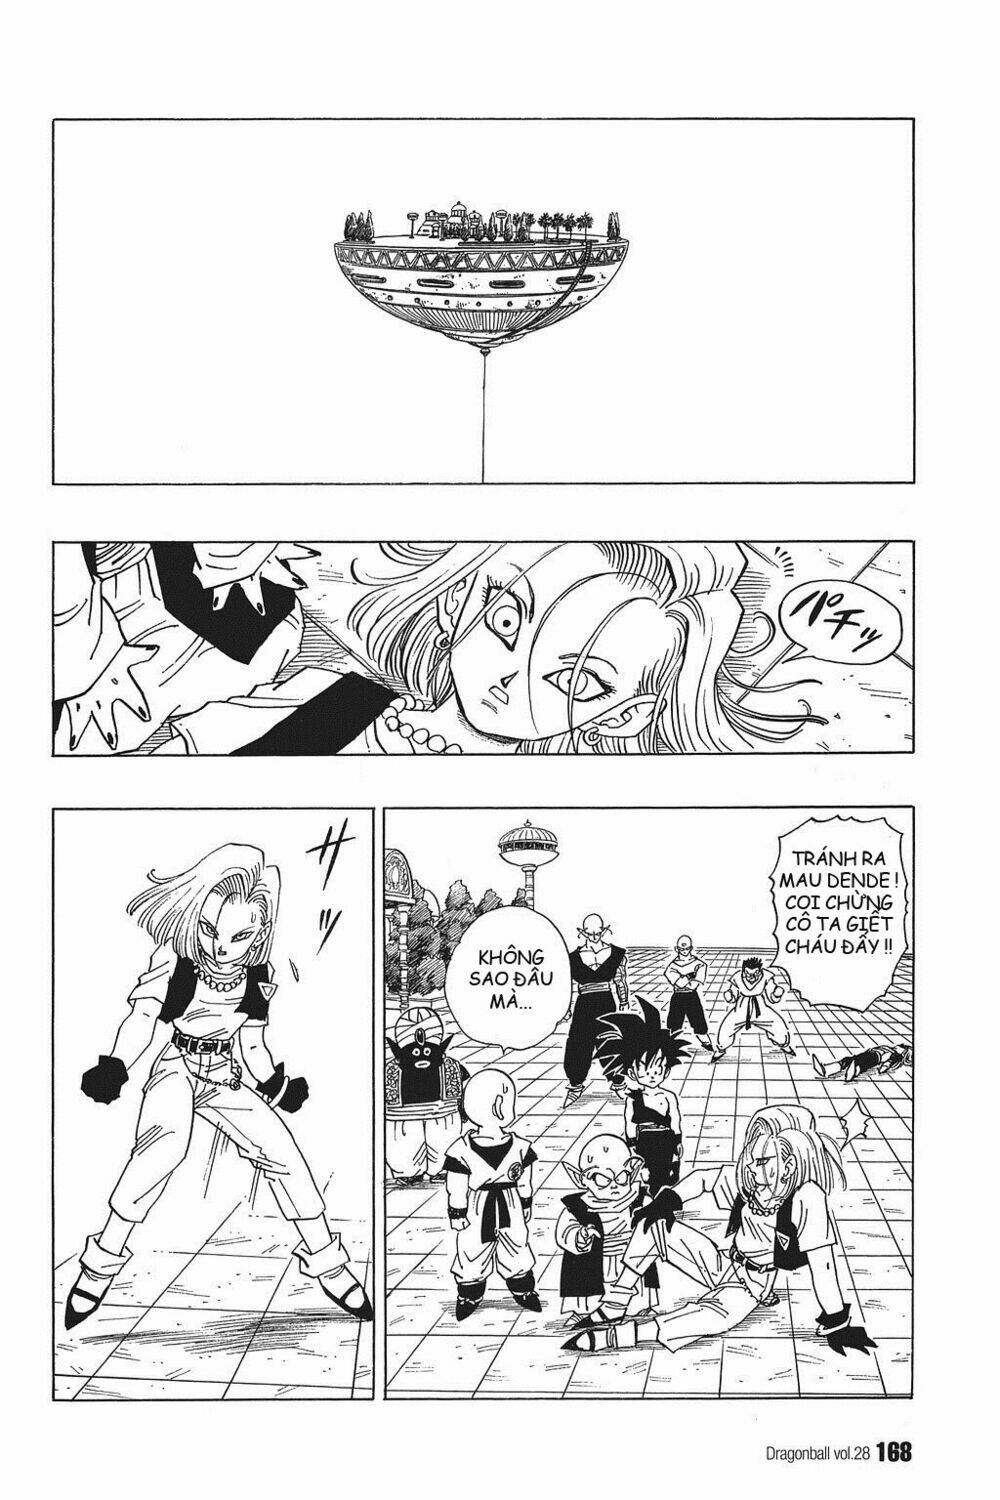 パチッ
TRÁNH RA
MAU DENDE !
COI CHỪNG
CÔ TA GIẾT
CHÁU ĐẤY !!
KHÔNG
SAO ĐÂU
MÀ...
サッ
Dragonball vol.28 168